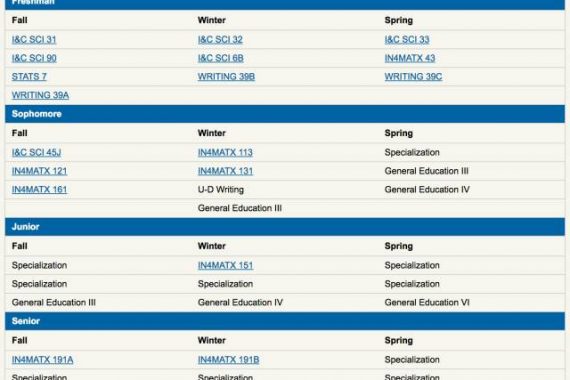 Freshman
Fall Winter Spring
I&C SCI 31 I&C SCI 32 I&C SCI 33
I&C SCI 90 I&C SCI 6B IN4MATX 43
STATS 7 WRITING 39B WRITING 39C
WRITING 39A
Sophomore
Fall Winter Spring
I&C SCI 45J IN4MATX 113 Specialization
IN4MATX 121 IN4MATX 131 General Education III
IN4MATX 161 U-D Writing General Education IV
General Education III
Junior
Fall Winter Spring
Specialization IN4MATX 151 Specialization
Specialization Specialization Specialization
General Education III General Education IV General Education VI
Senior
Fall Winter Spring
IN4MATX 191A IN4MATX 191B Specialization
Specialization Specialization Specialization